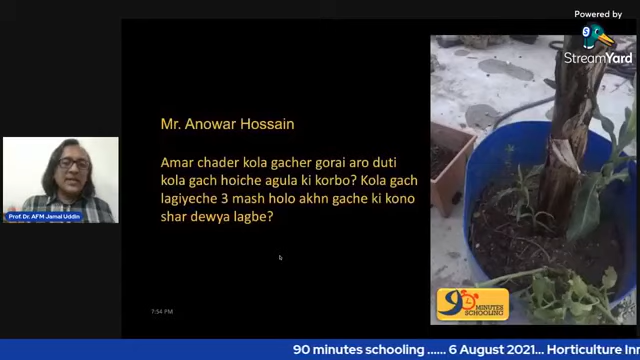 Powered by
StreamYard
Mr. Anowar Hossain
Amar chader kola gacher gorai aro duti
kola gach hoiche agula ki korbo? Kola gach
lagiyeche 3 mash holo akhn gache ki kono
shar dewya lagbe?
Prof. Dr. AFM Jamal Uddin
7:54 PM
90 MINUTES
SCHOOLING
90 minutes schooling ...... 6 August 2021... Horticulture Inn